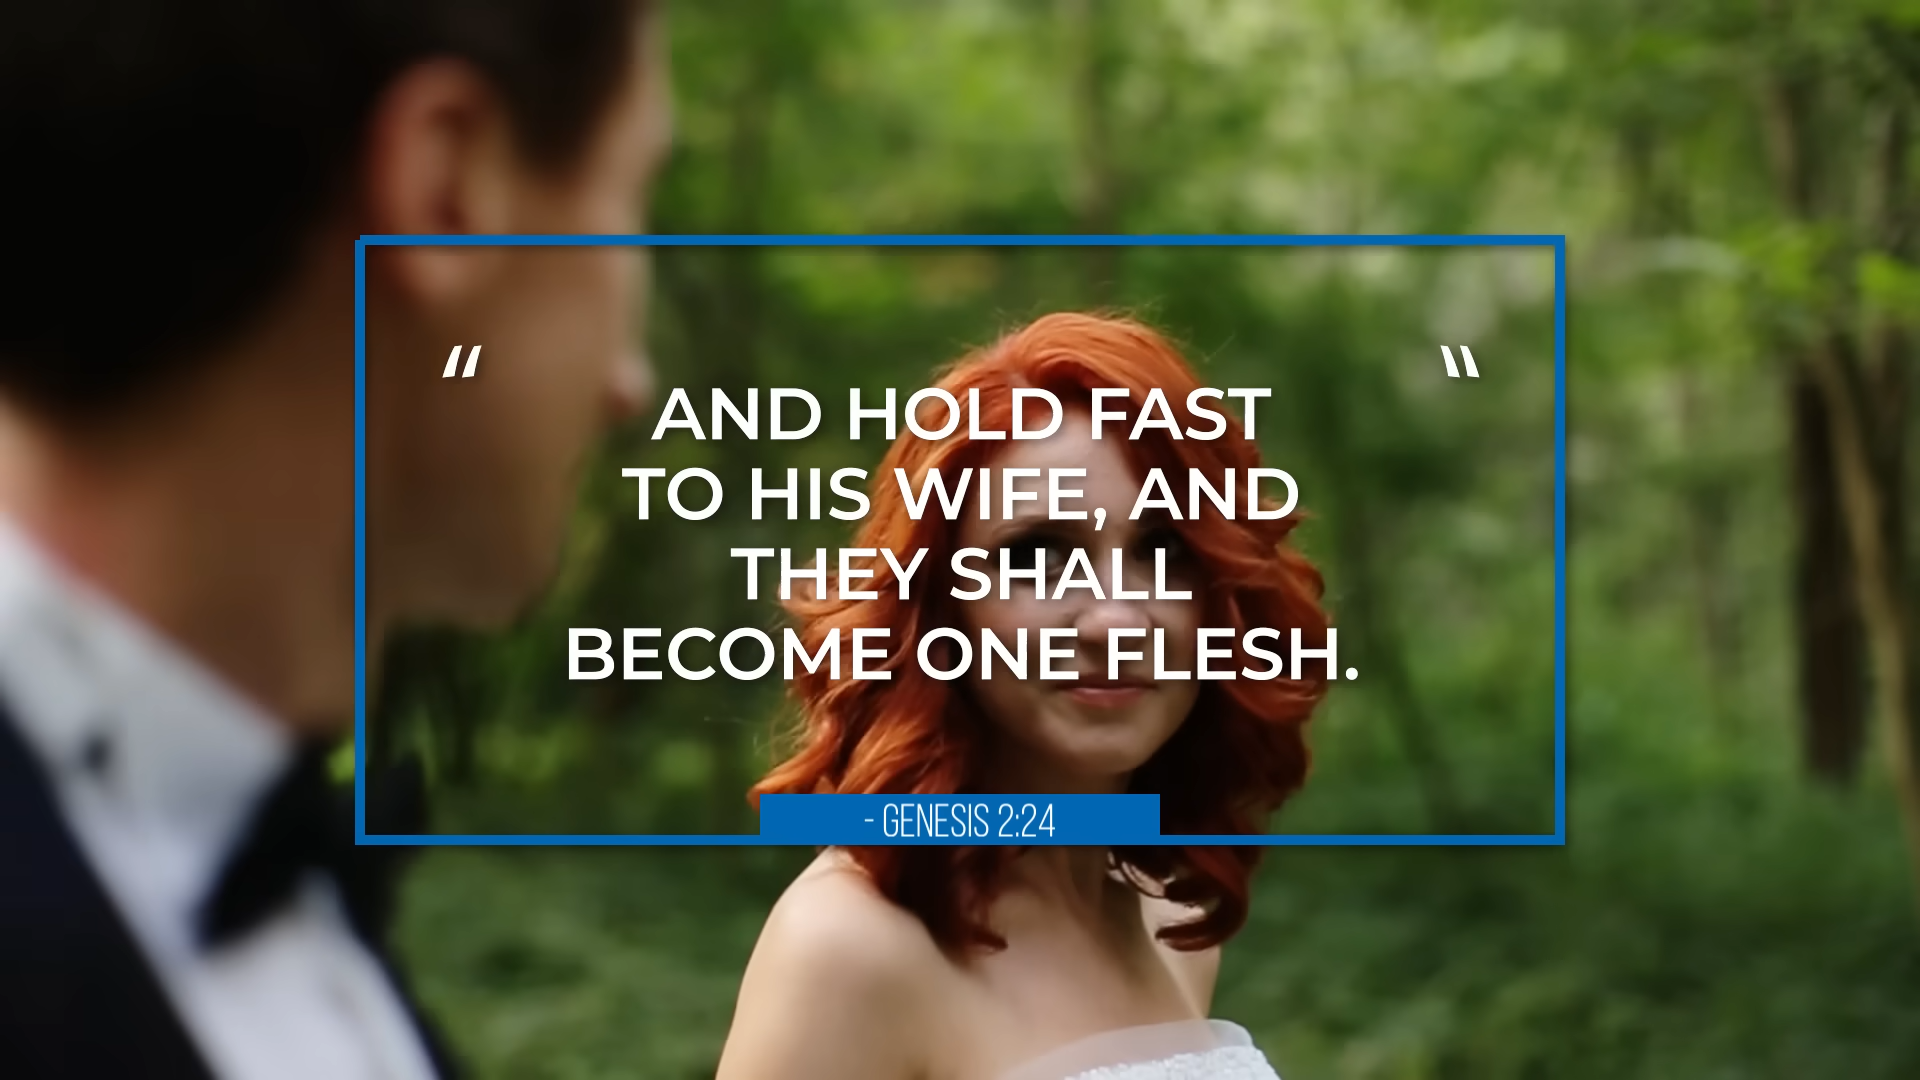 “ ”
AND HOLD FAST
TO HIS WIFE, AND
THEY SHALL
BECOME ONE FLESH.
- GENESIS 2:24